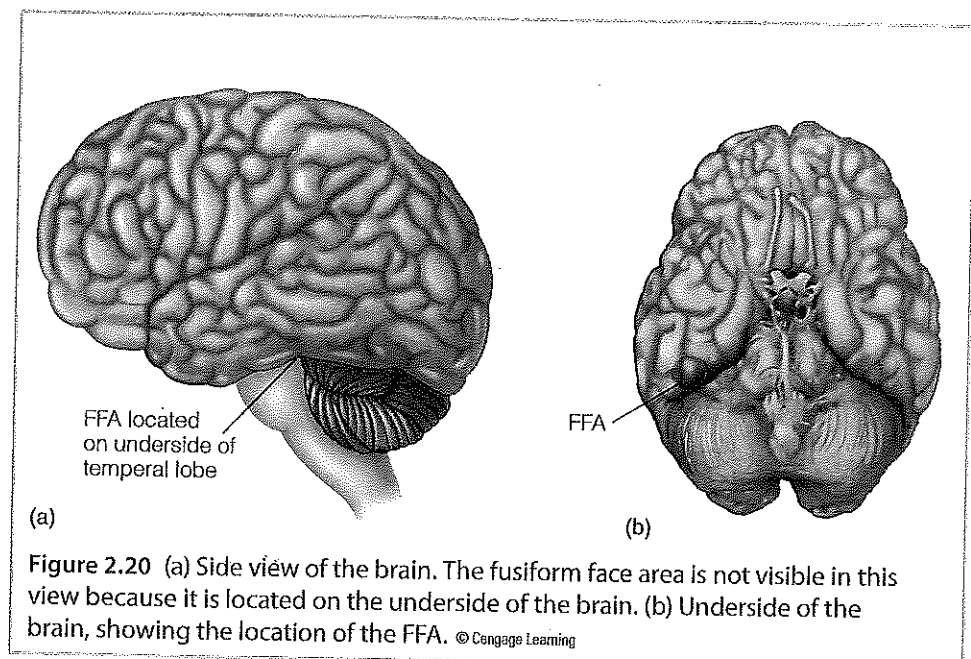 FFA located
on underside of
temperal lobe
(a)
FFA
(b)
Figure 2.20 (a) Side view of the brain. The fusiform face area is not visible in this
view because it is located on the underside of the brain. (b) Underside of the
brain, showing the location of the FFA. © Cengage Learning